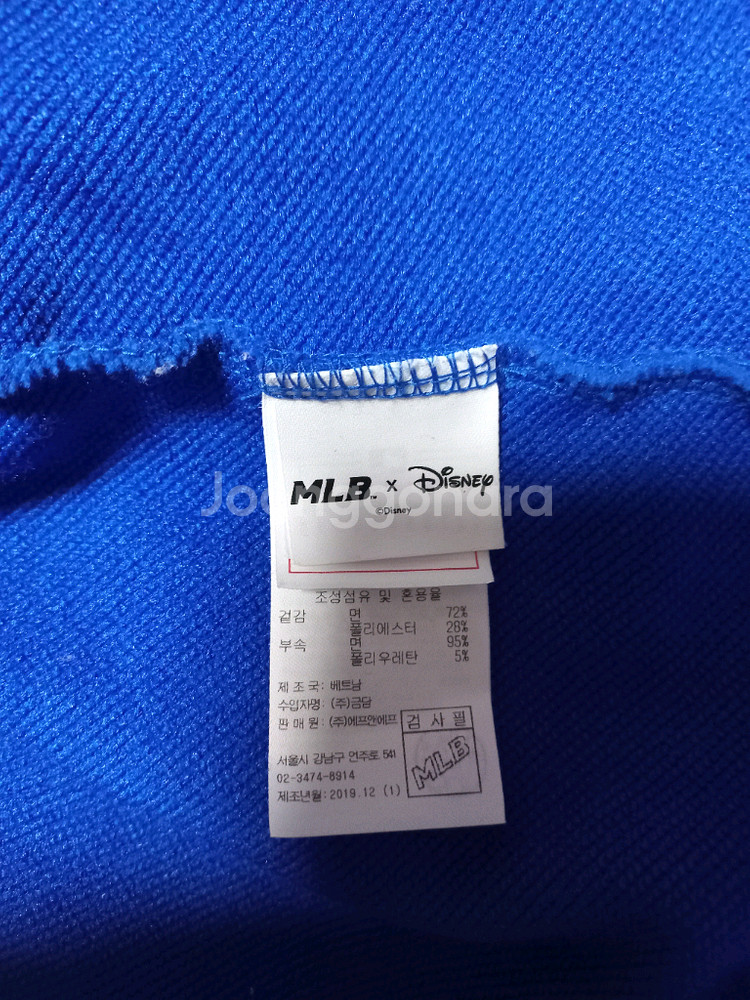 MLB™ x Disney
©Disney
Joonggonara
조성섬유 및 혼용율
겉감 면 72%
폴리에스터 28%
부속 면 95%
폴리우레탄 5%
제 조 국: 베트남
수입자명: (주)금담
판 매 원: (주)에프앤에프
검 사 필
MLB
서울시 강남구 언주로 541
02-3474-8914
제조년월: 2019.12 (1)